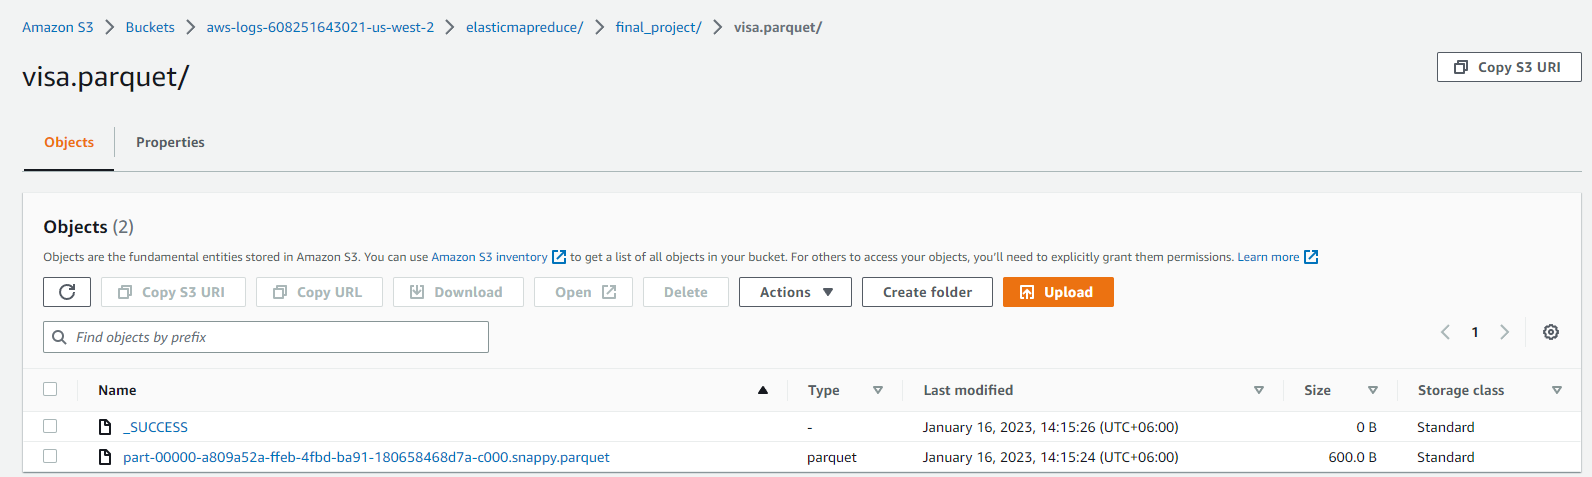 Amazon S3 > Buckets > aws-logs-608251643021-us-west-2 > elasticmapreduce/ > final_project/ > visa.parquet/
visa.parquet/
Copy S3 URI
Objects Properties
Objects (2)
Objects are the fundamental entities stored in Amazon S3. You can use Amazon S3 inventory to get a list of all objects in your bucket. For others to access your objects, you'll need to explicitly grant them permissions. Learn more
Copy S3 URI Copy URL Download Open Delete Actions Create folder Upload
Find objects by prefix
1
Name Type Last modified Size Storage class
_SUCCESS - January 16, 2023, 14:15:26 (UTC+06:00) 0 B Standard
part-00000-a809a52a-ffeb-4fbd-ba91-180658468d7a-c000.snappy.parquet parquet January 16, 2023, 14:15:24 (UTC+06:00) 600.0 B Standard